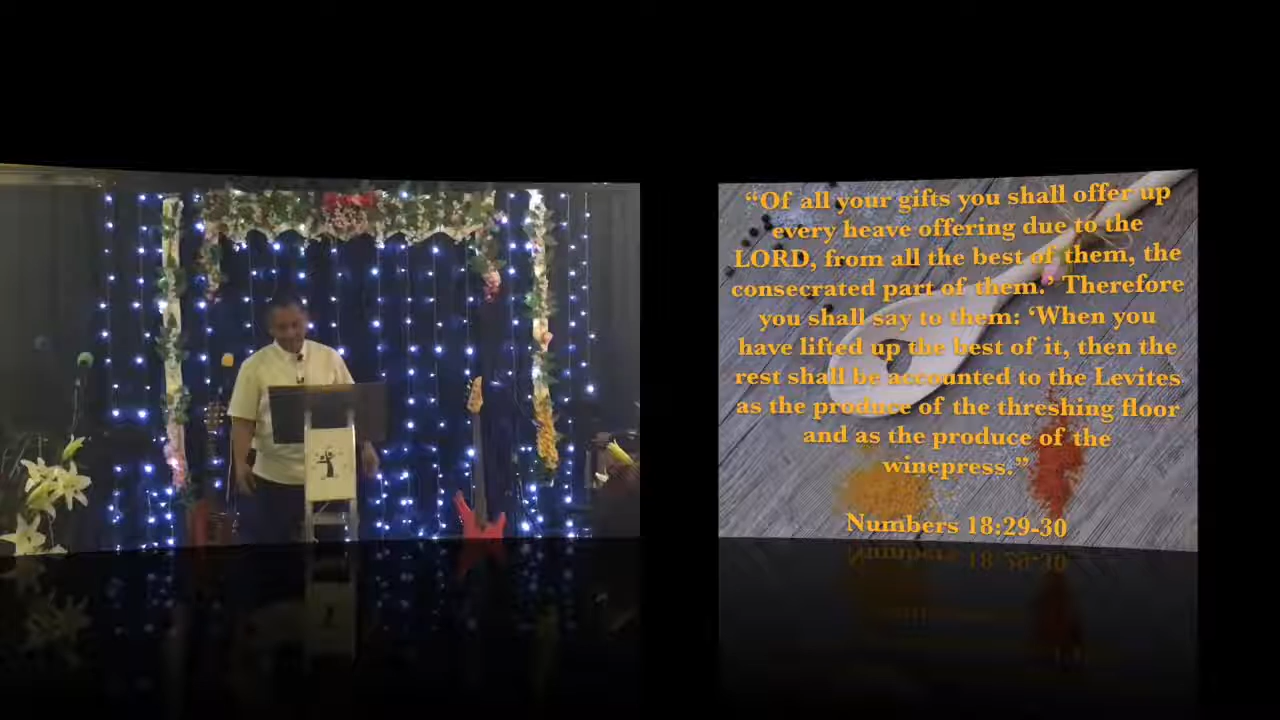 “Of all your gifts you shall offer up
every heave offering due to the
LORD, from all the best of them, the
consecrated part of them.’ Therefore
you shall say to them: ‘When you
have lifted up the best of it, then the
rest shall be accounted to the Levites
as the produce of the threshing floor
and as the produce of the
winepress.”
Numbers 18:29-30